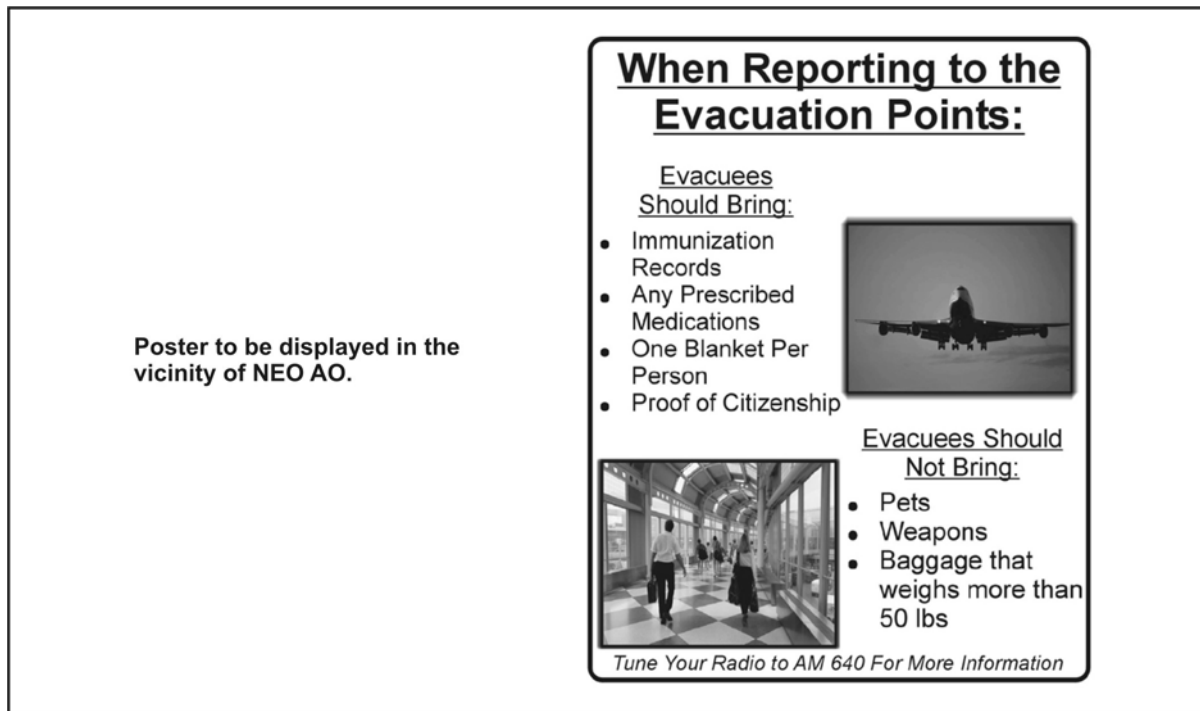 Poster to be displayed in the
vicinity of NEO AO.
When Reporting to the
Evacuation Points:
Evacuees
Should Bring:
• Immunization
Records
• Any Prescribed
Medications
• One Blanket Per
Person
• Proof of Citizenship
Evacuees Should
Not Bring:
• Pets
• Weapons
• Baggage that
weighs more than
50 lbs
Tune Your Radio to AM 640 For More Information